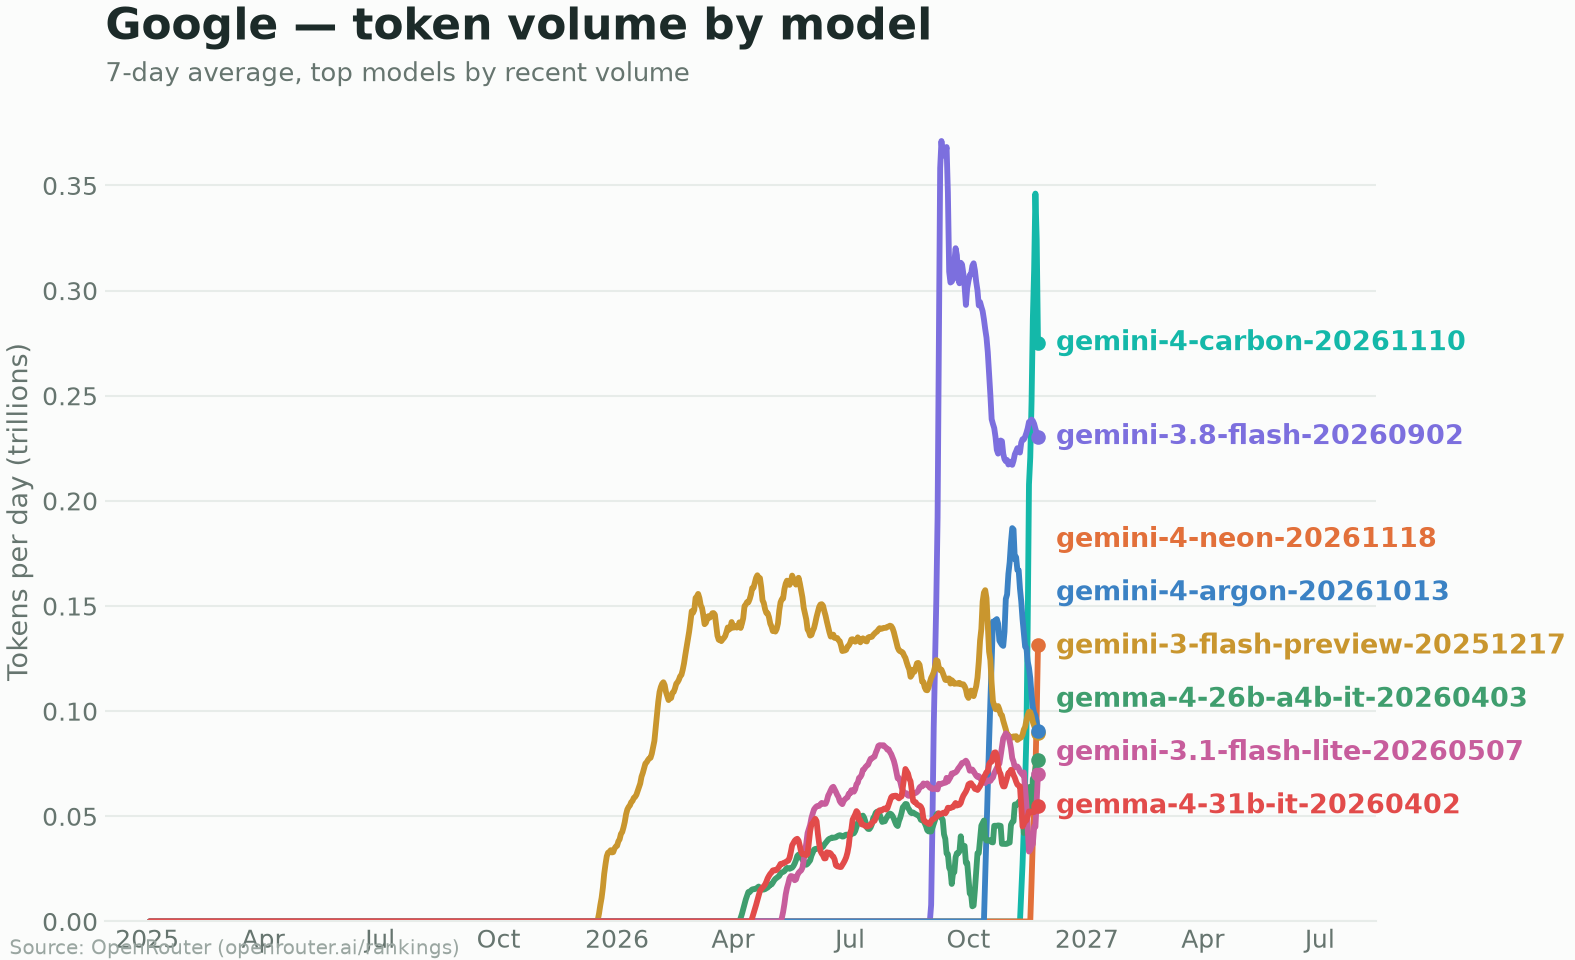 Google — token volume by model
7-day average, top models by recent volume
Tokens per day (trillions)
0.35
0.30
0.25
0.20
0.15
0.10
0.05
0.00
gemini-4-carbon-20261110
gemini-3.8-flash-20260902
gemini-4-neon-20261118
gemini-4-argon-20261013
gemini-3-flash-preview-20251217
gemma-4-26b-a4b-it-20260403
gemini-3.1-flash-lite-20260507
gemma-4-31b-it-20260402
2025 Apr Jul Oct 2026 Apr Jul Oct 2027 Apr Jul
Source: OpenRouter (openrouter.ai/rankings)